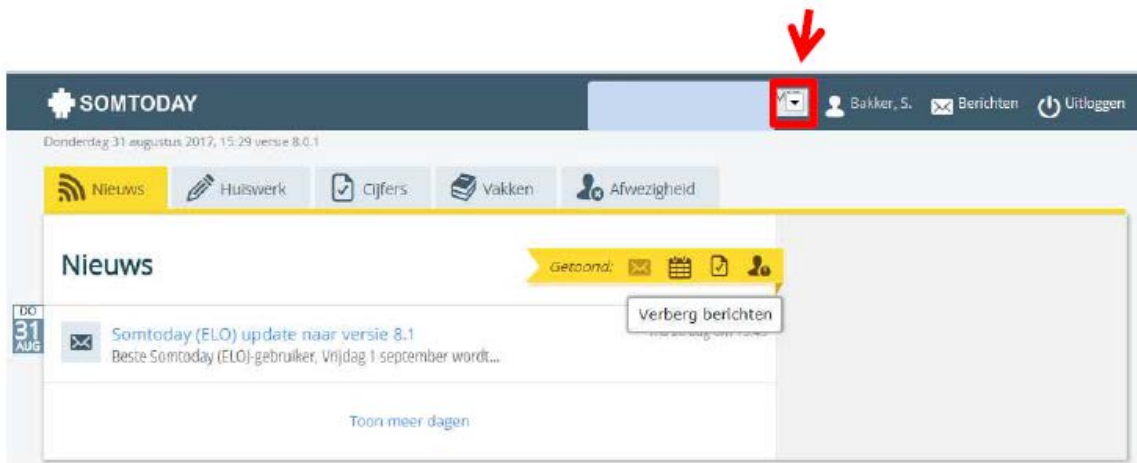 SOMTODAY
Bakker, S.
Berichten
Uitloggen
Donderdag 31 augustus 2017, 15:29 versie 8.0.1
Nieuws
Huiswerk
Cijfers
Vakken
Afwezigheid
Nieuws
Getoond:
Verberg berichten
DO
31
AUG
Somtoday (ELO) update naar versie 8.1
Beste Somtoday (ELO)-gebruiker, Vrijdag 1 september wordt...
Toon meer dagen